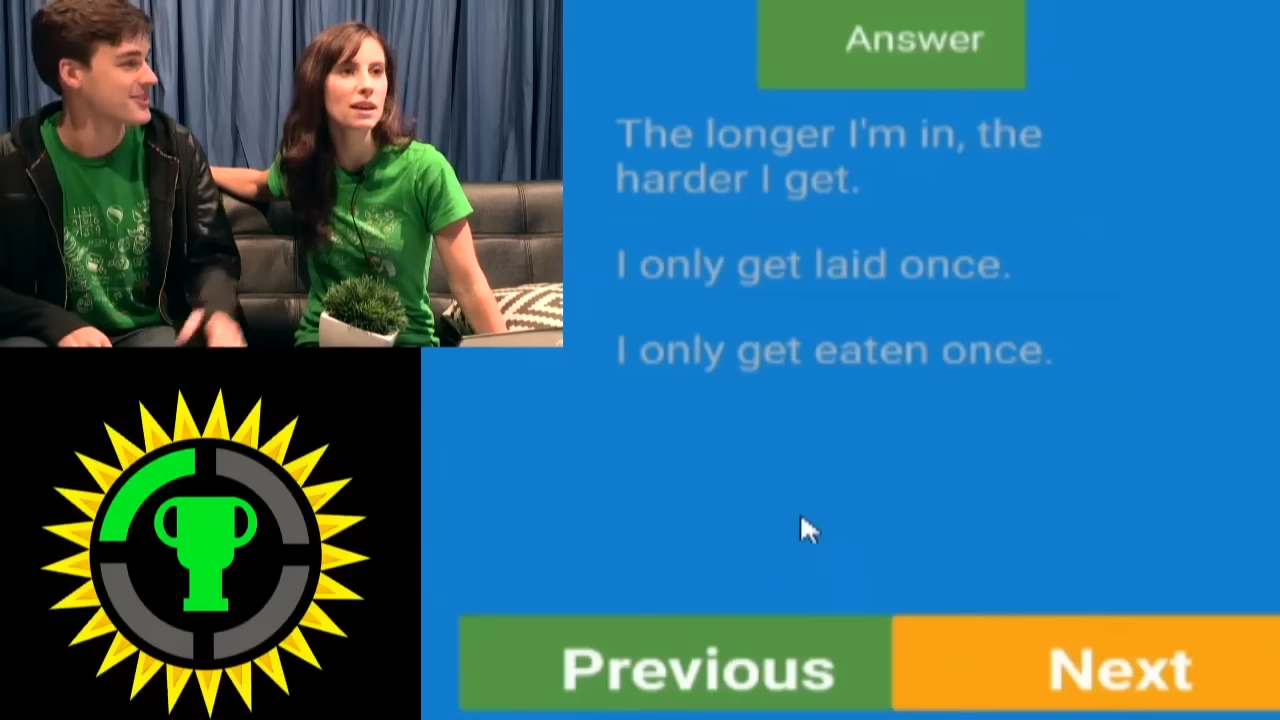 Answer
The longer I'm in, the
harder I get.
I only get laid once.
I only get eaten once.
Previous
Next